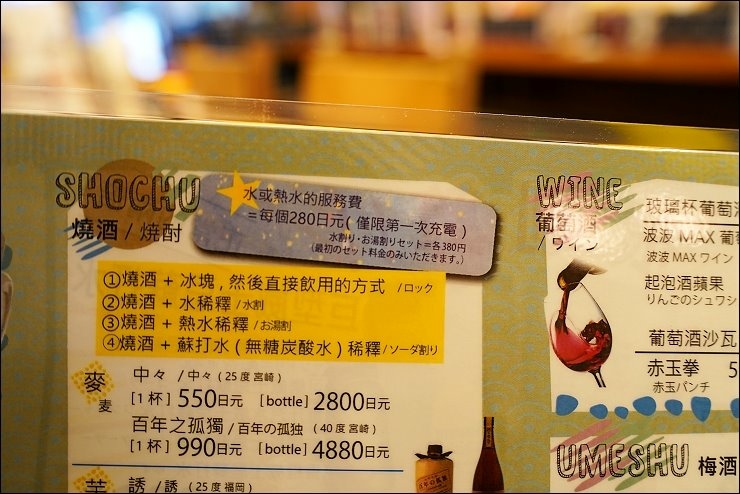 SHOCHU
燒酒 / 焼酎
水或熱水的服務費
=每個280日元( 僅限第一次充電 )
水割り・お湯割りセット=各380円
(最初のセット料金のみいただきます。)
①燒酒 + 冰塊 , 然後直接飲用的方式 /ロック
②燒酒 + 水稀釋 / 水割
③燒酒 + 熱水稀釋 / お湯割
④燒酒 + 蘇打水 ( 無糖炭酸水 ) 稀釋 / ソーダ割り
麥
麦
中々 / 中々 ( 25 度 宮崎 )
[ 1 杯 ] 550日元 [bottle] 2800日元
百年之孤獨 / 百年の孤独 ( 40 度 宮崎 )
[ 1 杯 ] 990日元 [bottle] 4880日元
誘 / 誘 ( 25 度 福岡 )
WINE
葡萄酒
/ ワイン
玻璃杯葡萄酒
波波 MAX 葡
波波 MAX ワイン
起泡酒蘋果
りんごのシュワシ
葡萄酒沙瓦
赤玉拳 5
赤玉パンチ
UMESHU 梅酒